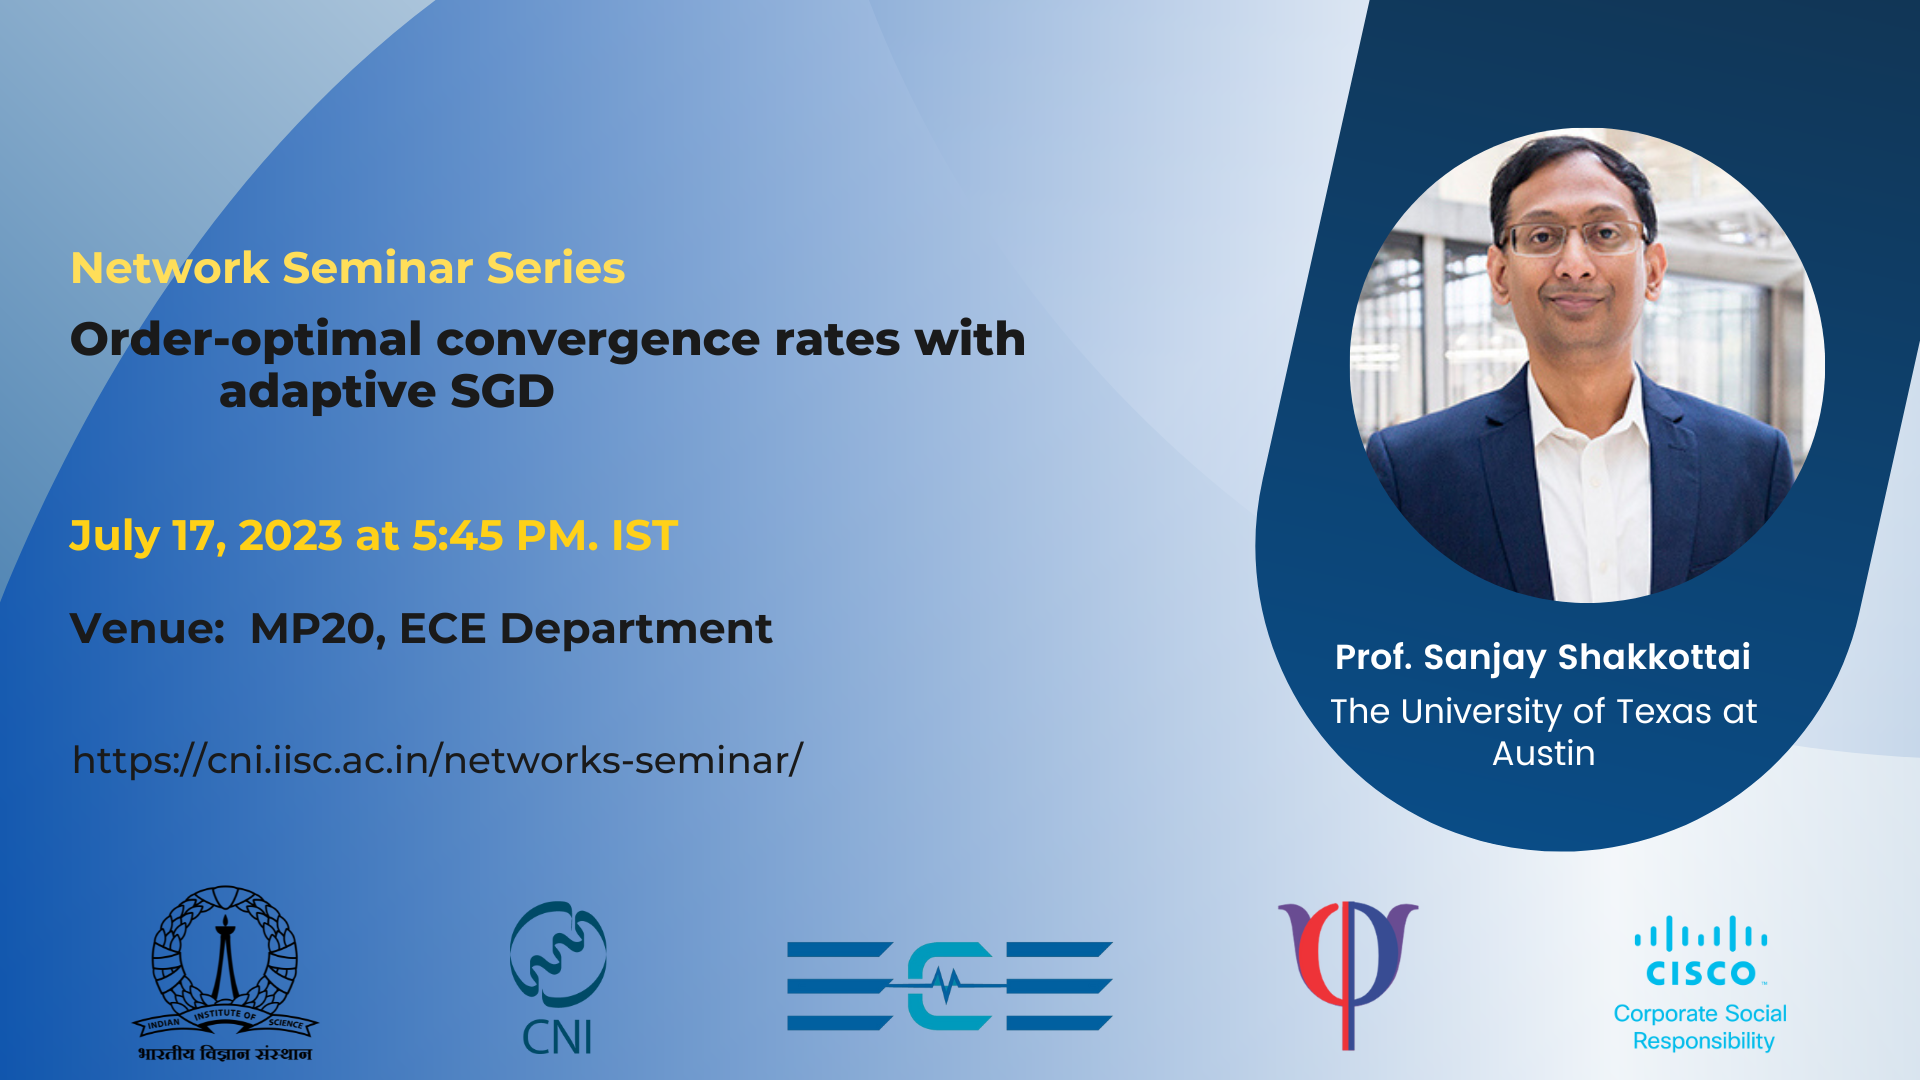 Network Seminar Series
Order-optimal convergence rates with
adaptive SGD
July 17, 2023 at 5:45 PM. IST
Venue: MP20, ECE Department
https://cni.iisc.ac.in/networks-seminar/
Prof. Sanjay Shakkottai
The University of Texas at
Austin
INDIAN INSTITUTE OF SCIENCE
भारतीय विज्ञान संस्थान
CNI
ECE
CISCO
Corporate Social
Responsibility